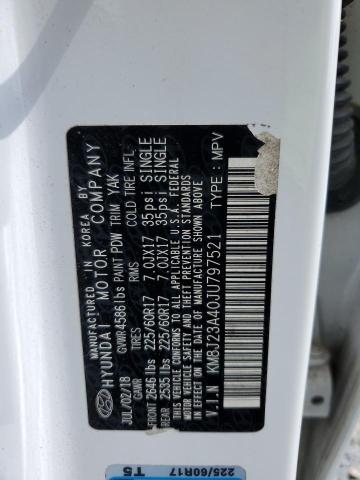 MANUFACTURED IN KOREA BY
HYUNDAI MOTOR COMPANY
JUL/02/18 GVWR4586lbs PAINT PDW TRIM YAK
GAWR TIRES RIMS COLD TIRE INFL
FRONT 2646 lbs 225/60R17 7.0JX17 35psi SINGLE
REAR 2535 lbs 225/60R17 7.0JX17 35psi SINGLE
THIS VEHICLE CONFORMS TO ALL APPLICABLE U.S.A. FEDERAL
MOTOR VEHICLE SAFETY, BUMPER, AND THEFT PREVENTION STANDARDS
IN EFFECT ON THE DATE OF MANUFACTURE SHOWN ABOVE
V.I.N KM8J23A40JU797521 TYPE: MPV
225/60R17
T5